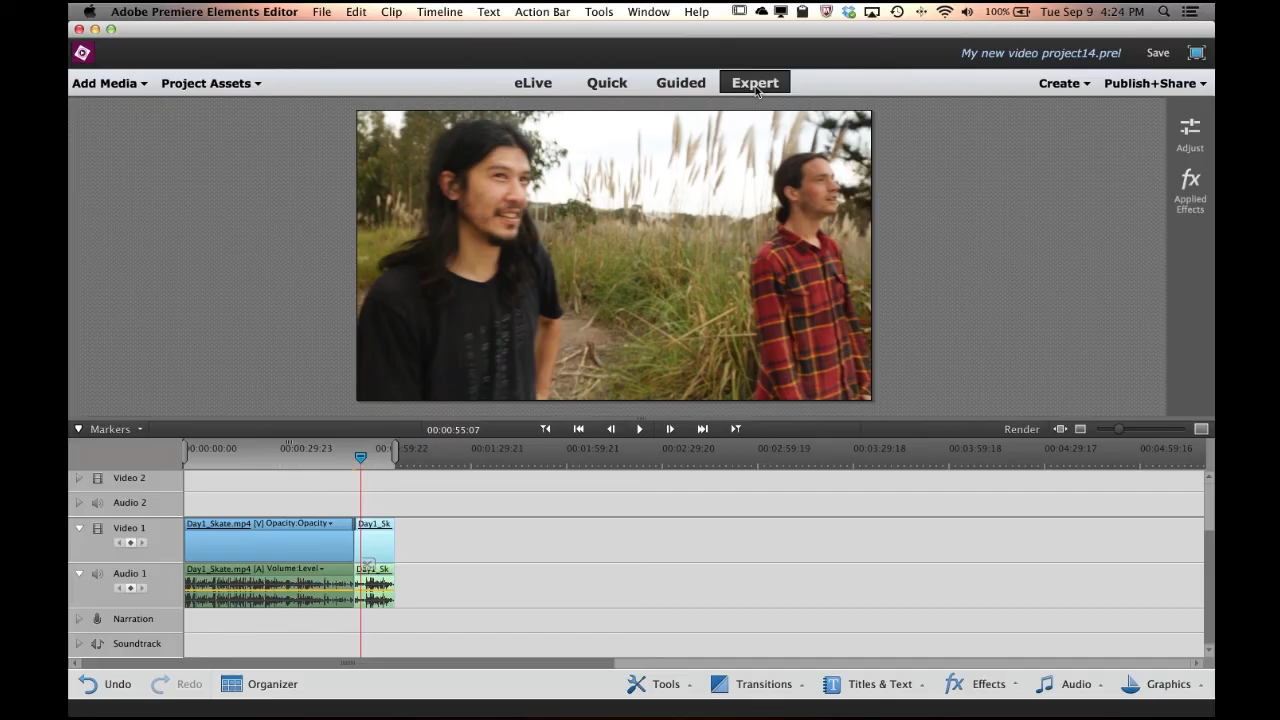 Adobe Premiere Elements Editor File Edit Clip Timeline Text Action Bar Tools Window Help 100% Tue Sep 9 4:24 PM
My new video project14.prel Save
Add Media Project Assets eLive Quick Guided Expert Create Publish+Share
Adjust
fx
Applied
Effects
Markers 00:00:55:07 Render
00:00:00:00 00:00:29:23 00:0 59:22 00:01:29:21 00:01:59:21 00:02:29:20 00:02:59:19 00:03:29:18 00:03:59:18 00:04:29:17 00:04:59:16
Video 2
Audio 2
Video 1 Day1_Skate.mp4 [V] Opacity:Opacity Day1_Sk
Audio 1 Day1_Skate.mp4 [A] Volume:Level Day1_Sk
Narration
Soundtrack
Undo Redo Organizer Tools Transitions T Titles & Text fx Effects Audio Graphics